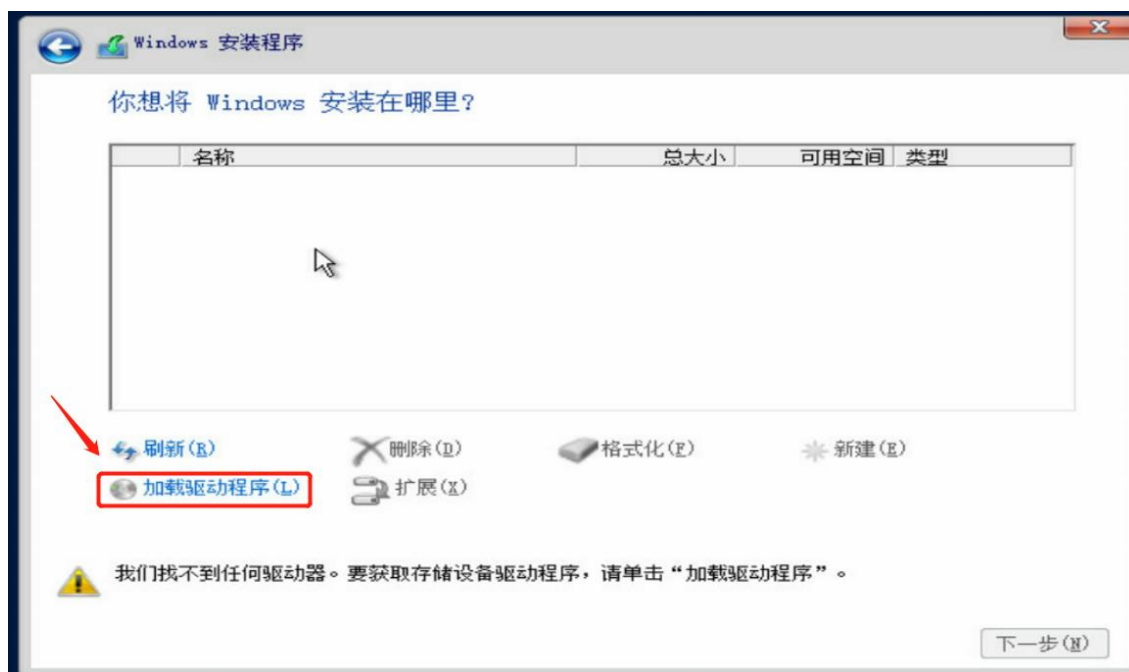 Windows 安装程序
你想将 Windows 安装在哪里?
名称 总大小 可用空间 类型
刷新(R) 删除(D) 格式化(F) 新建(E)
加载驱动程序(L) 扩展(X)
我们找不到任何驱动器。要获取存储设备驱动程序，请单击“加载驱动程序”。
下一步(N)